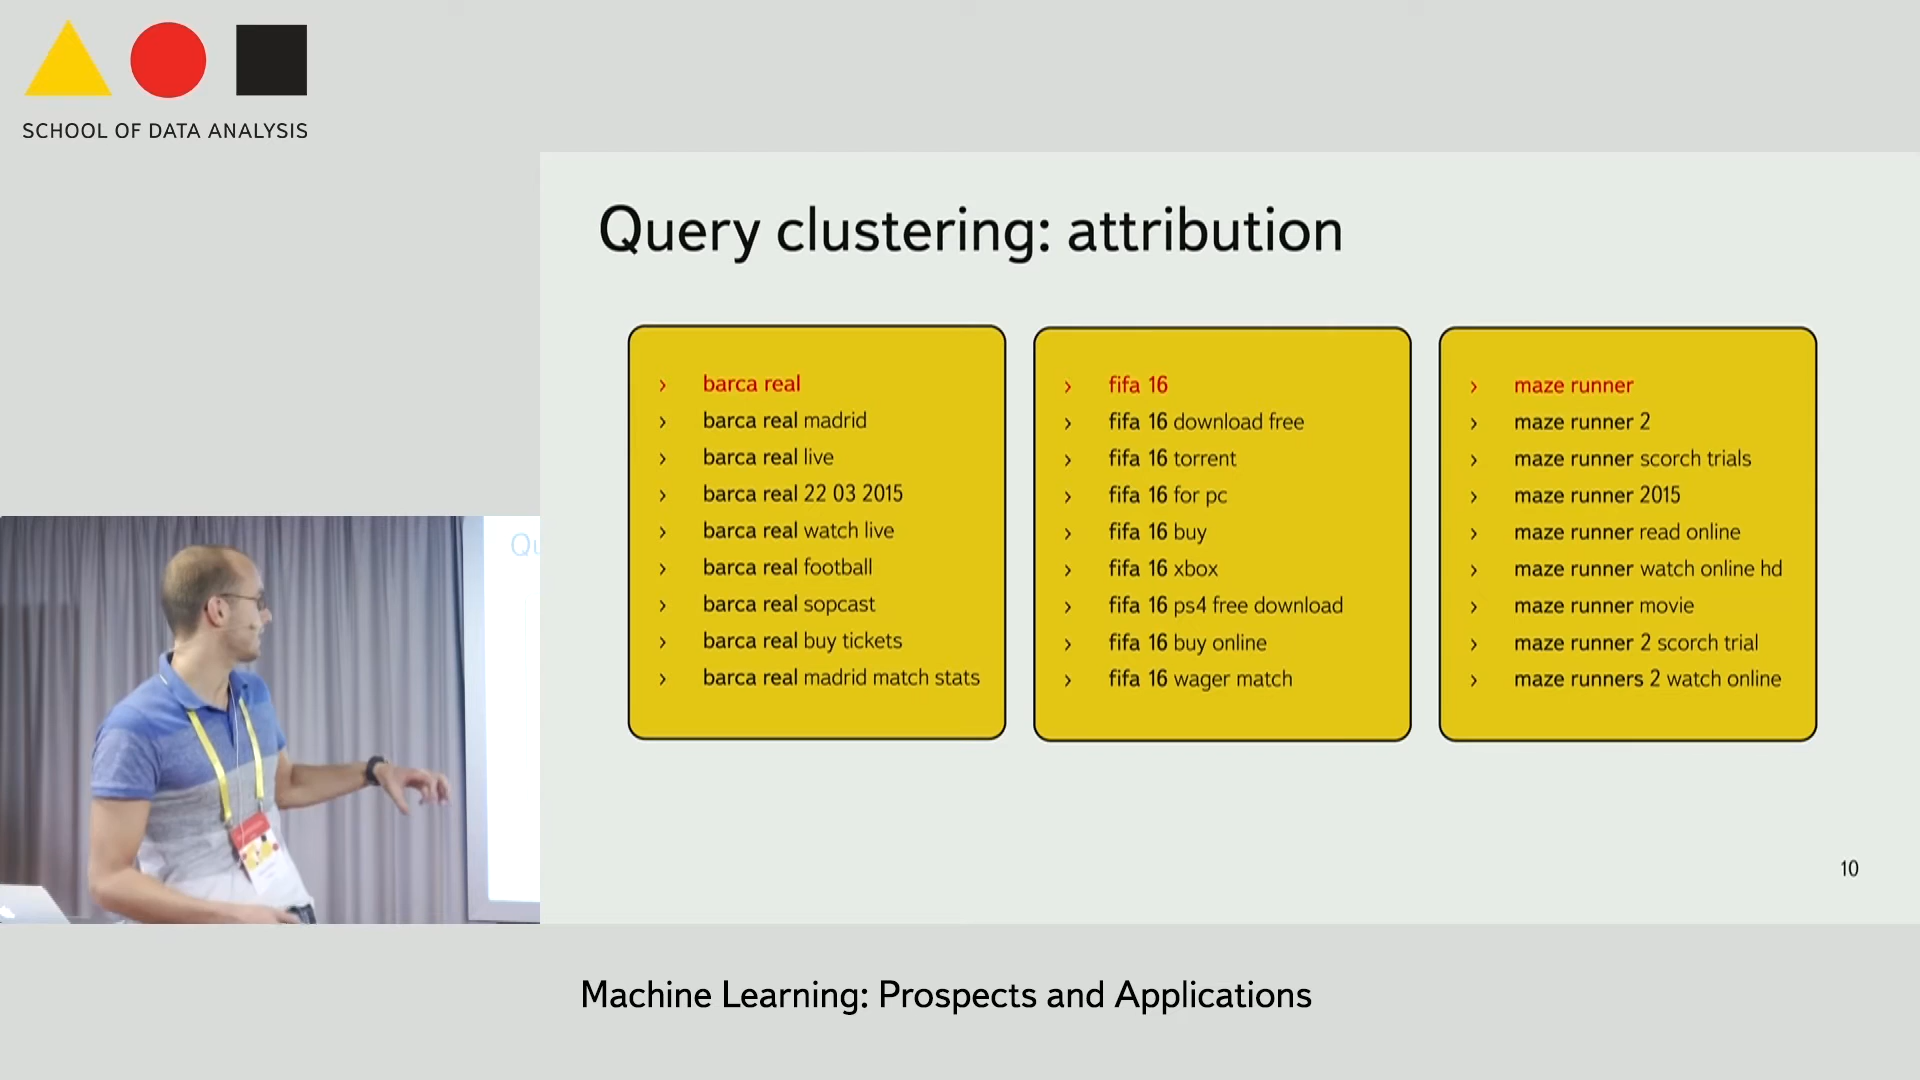 SCHOOL OF DATA ANALYSIS
Query clustering: attribution
› barca real
› barca real madrid
› barca real live
› barca real 22 03 2015
› barca real watch live
› barca real football
› barca real sopcast
› barca real buy tickets
› barca real madrid match stats
› fifa 16
› fifa 16 download free
› fifa 16 torrent
› fifa 16 for pc
› fifa 16 buy
› fifa 16 xbox
› fifa 16 ps4 free download
› fifa 16 buy online
› fifa 16 wager match
› maze runner
› maze runner 2
› maze runner scorch trials
› maze runner 2015
› maze runner read online
› maze runner watch online hd
› maze runner movie
› maze runner 2 scorch trial
› maze runners 2 watch online
Qu
10
Machine Learning: Prospects and Applications